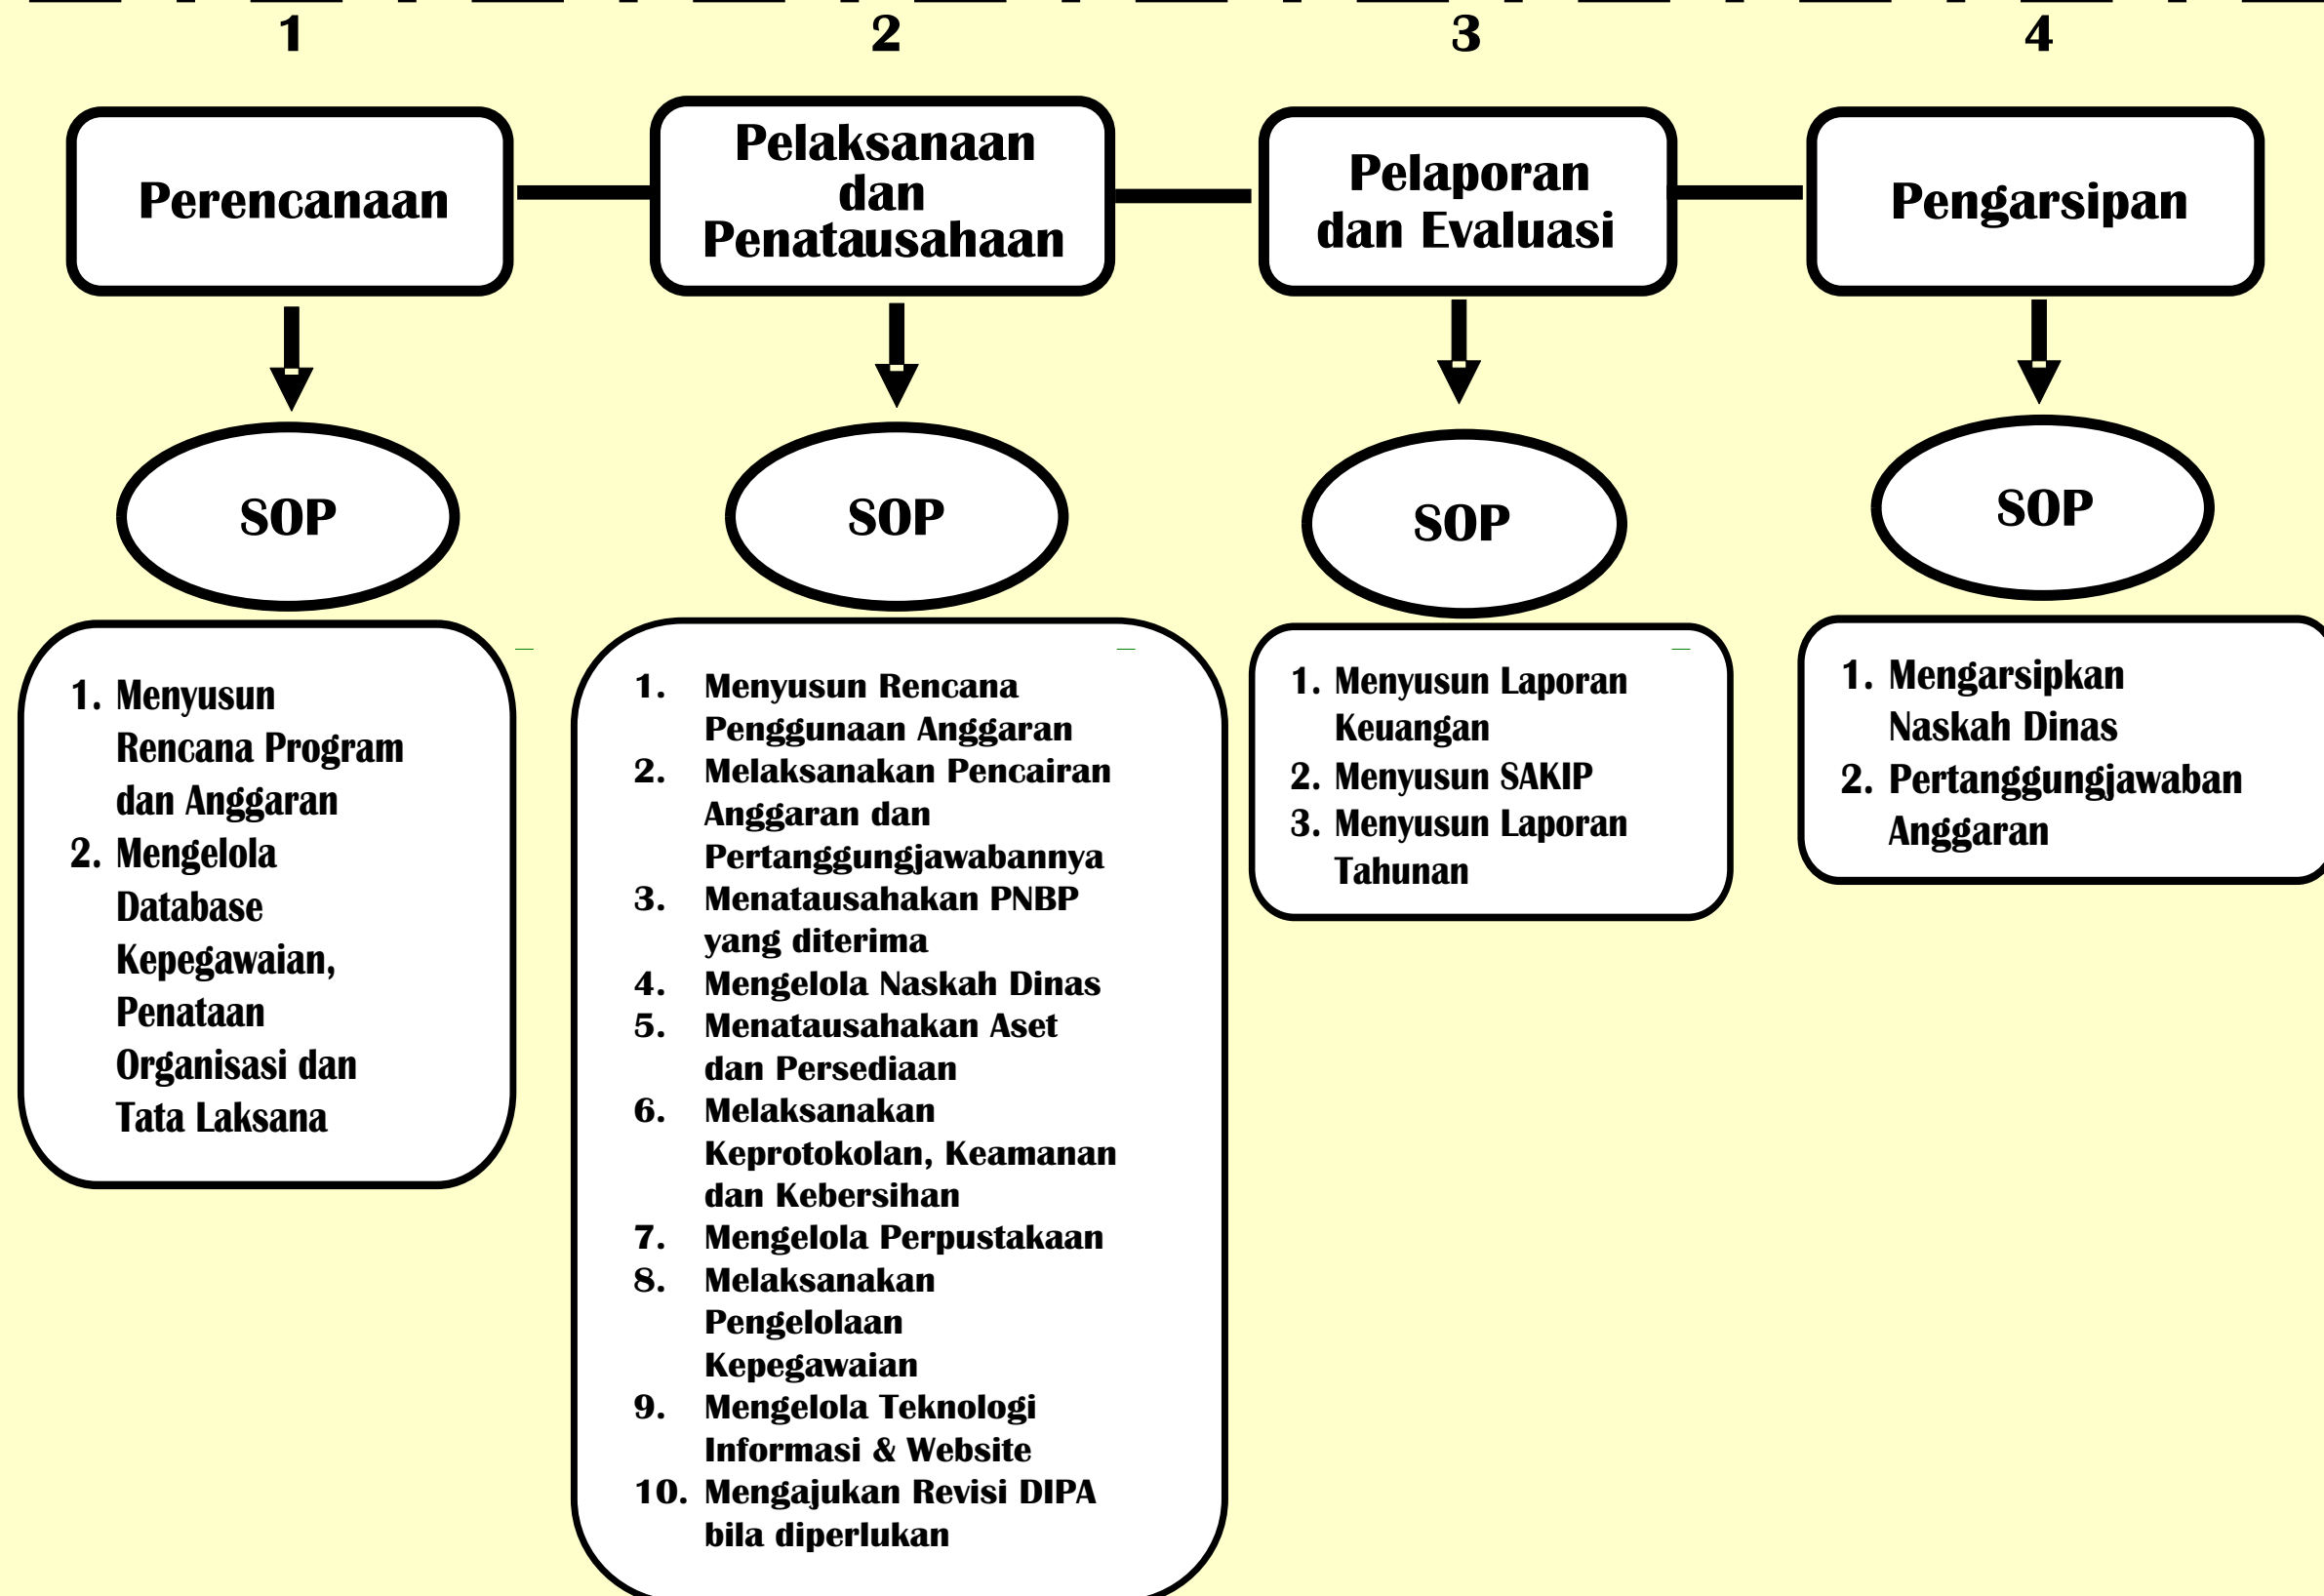 1
2
3
4
Perencanaan
Pelaksanaan
dan
Penatausahaan
Pelaporan
dan Evaluasi
Pengarsipan
SOP
SOP
SOP
SOP
1. Menyusun
Rencana Program
dan Anggaran
2. Mengelola
Database
Kepegawaian,
Penataan
Organisasi dan
Tata Laksana
1. Menyusun Rencana
Penggunaan Anggaran
2. Melaksanakan Pencairan
Anggaran dan
Pertanggungjawabannya
3. Menatausahakan PNBP
yang diterima
4. Mengelola Naskah Dinas
5. Menatausahakan Aset
dan Persediaan
6. Melaksanakan
Keprotokolan, Keamanan
dan Kebersihan
7. Mengelola Perpustakaan
8. Melaksanakan
Pengelolaan
Kepegawaian
9. Mengelola Teknologi
Informasi & Website
10. Mengajukan Revisi DIPA
bila diperlukan
1. Menyusun Laporan
Keuangan
2. Menyusun SAKIP
3. Menyusun Laporan
Tahunan
1. Mengarsipkan
Naskah Dinas
2. Pertanggungjawaban
Anggaran